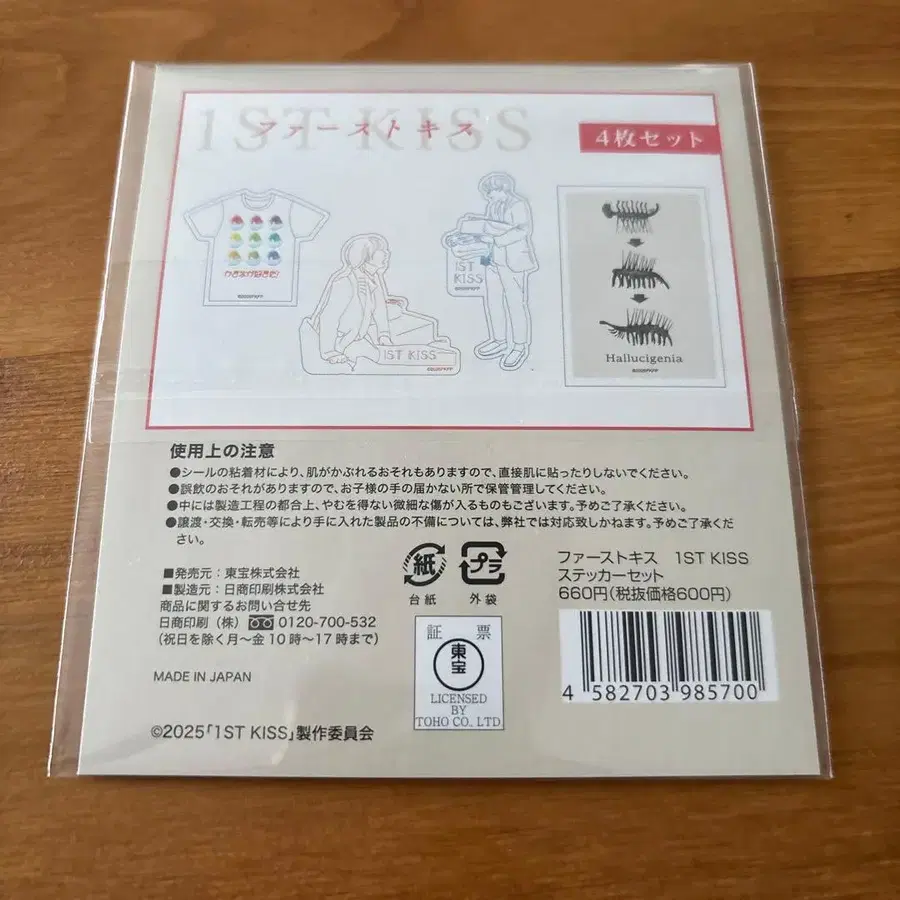 1ST KISS
ファーストキス
4枚セット
かき氷が好きだ!
1ST KISS
1ST
KISS
Hallucigenia
使用上の注意
●シールの粘着材により、肌がかぶれるおそれもありますので、直接肌に貼ったりしないでください。
●誤飲のおそれがありますので、お子様の手の届かない所で保管管理してください。
●中には製造工程の都合上、やむを得ない微細な傷が入るものもございます。予めご了承ください。
●譲渡・交換・転売等により手に入れた製品の不備については、弊社では対応致しかねます。予めご了承くだ
さい。
■発売元：東宝株式会社
■製造元：日商印刷株式会社
商品に関するお問い合せ先
日商印刷（株） 0120-700-532
(祝日を除く月〜金10時〜17時まで)
MADE IN JAPAN
©2025「1ST KISS」製作委員会
紙
台紙
プラ
外袋
証 票
東宝
LICENSED
BY
TOHO CO., LTD
ファーストキス 1ST KISS
ステッカーセット
660円(税抜価格600円)
4 582703 985700